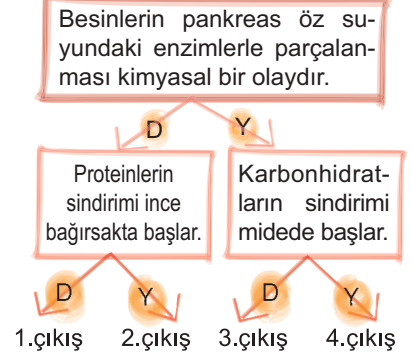 Besinlerin pankreas öz su-
yundaki enzimlerle parçalan-
ması kimyasal bir olaydır.
D
Y
Proteinlerin
sindirimi ince
bağırsakta başlar.
Karbonhidrat-
ların sindirimi
midede başlar.
D
Y
D
Y
1.çıkış
2.çıkış
3.çıkış
4.çıkış